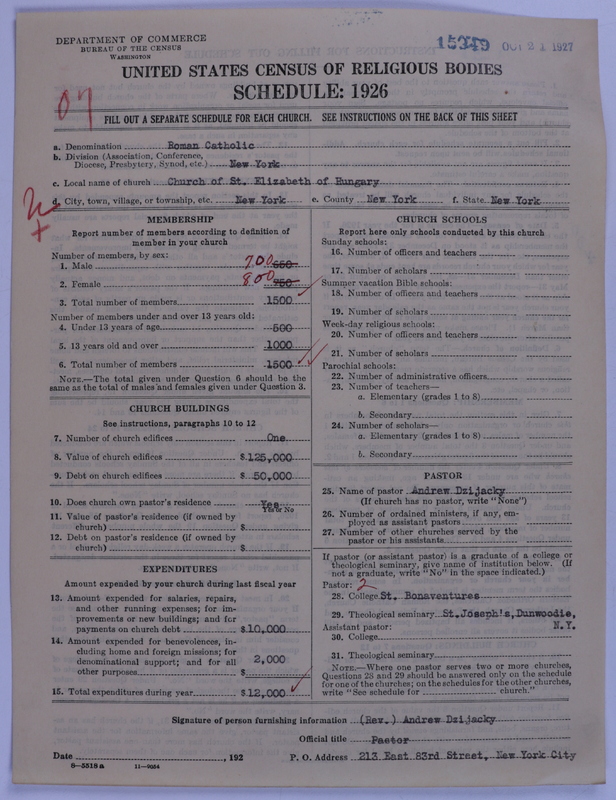 DEPARTMENT OF COMMERCE
BUREAU OF THE CENSUS
WASHINGTON
15349 OCT 21 1927
UNITED STATES CENSUS OF RELIGIOUS BODIES
SCHEDULE: 1926
07
FILL OUT A SEPARATE SCHEDULE FOR EACH CHURCH. SEE INSTRUCTIONS ON THE BACK OF THIS SHEET
a. Denomination Roman Catholic
b. Division (Association, Conference,
Diocese, Presbytery, Synod, etc.) New York
c. Local name of church Church of St. Elizabeth of Hungary
d. City, town, village, or township, etc. New York e. County New York f. State New York
MEMBERSHIP
Report number of members according to definition of
member in your church
Number of members, by sex:
1. Male 700 650
2. Female 800 750
3. Total number of members 1500
Number of members under and over 13 years old:
4. Under 13 years of age 500
5. 13 years old and over 1000
6. Total number of members 1500
NOTE.—The total given under Question 6 should be the
same as the total of males and females given under Question 3.
CHURCH BUILDINGS
See instructions, paragraphs 10 to 12
7. Number of church edifices One
8. Value of church edifices $ 125,000
9. Debt on church edifices $ 50,000
10. Does church own pastor's residence Yes
Yes or No
11. Value of pastor's residence (if owned by
church) $
12. Debt on pastor's residence (if owned by
church) $
EXPENDITURES
Amount expended by your church during last fiscal year
13. Amount expended for salaries, repairs,
and other running expenses; for im-
provements or new buildings; and for
payments on church debt $ 10,000
14. Amount expended for benevolences, in-
cluding home and foreign missions; for
denominational support; and for all 2,000
other purposes $
15. Total expenditures during year $ 12,000
CHURCH SCHOOLS
Report here only schools conducted by this church
Sunday schools:
16. Number of officers and teachers
17. Number of scholars
Summer vacation Bible schools:
18. Number of officers and teachers
19. Number of scholars
Week-day religious schools:
20. Number of officers and teachers
21. Number of scholars
Parochial schools:
22. Number of administrative officers
23. Number of teachers—
a. Elementary (grades 1 to 8)
b. Secondary
24. Number of scholars—
a. Elementary (grades 1 to 8)
b. Secondary
PASTOR
25. Name of pastor Andrew Dzijacky
(If church has no pastor, write "None")
26. Number of ordained ministers, if any, em-
ployed as assistant pastors
27. Number of other churches served by the
pastor or his assistants
If pastor (or assistant pastor) is a graduate of a college or
theological seminary, give name of institution below. (If
not a graduate, write "No" in the space indicated.)
Pastor: 2
28. College St. Bonaventures
29. Theological seminary St.Joseph's,Dunwoodie,
Assistant pastor: N.Y.
30. College
31. Theological seminary
NOTE.—Where one pastor serves two or more churches,
Questions 28 and 29 should be answered only on the schedule
for one of the churches; on the schedules for the other churches,
write "See schedule for church."
Signature of person furnishing information (Rev.) Andrew Dzijacky
Official title Pastor
Date , 192 P. O. Address 213 East 83rd Street, New York City
8—5518 a 11—9054